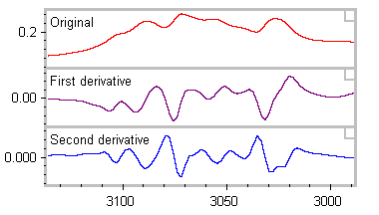 Original
0.2
First derivative
0.00
Second derivative
0.000
3100 3050 3000